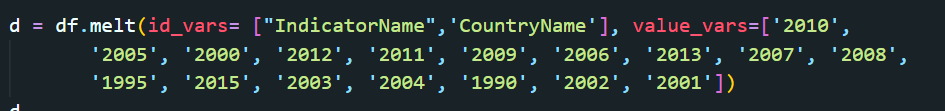 d = df.melt(id_vars= ["IndicatorName",'CountryName'], value_vars=['2010',
'2005', '2000', '2012', '2011', '2009', '2006', '2013', '2007', '2008',
'1995', '2015', '2003', '2004', '1990', '2002', '2001'])